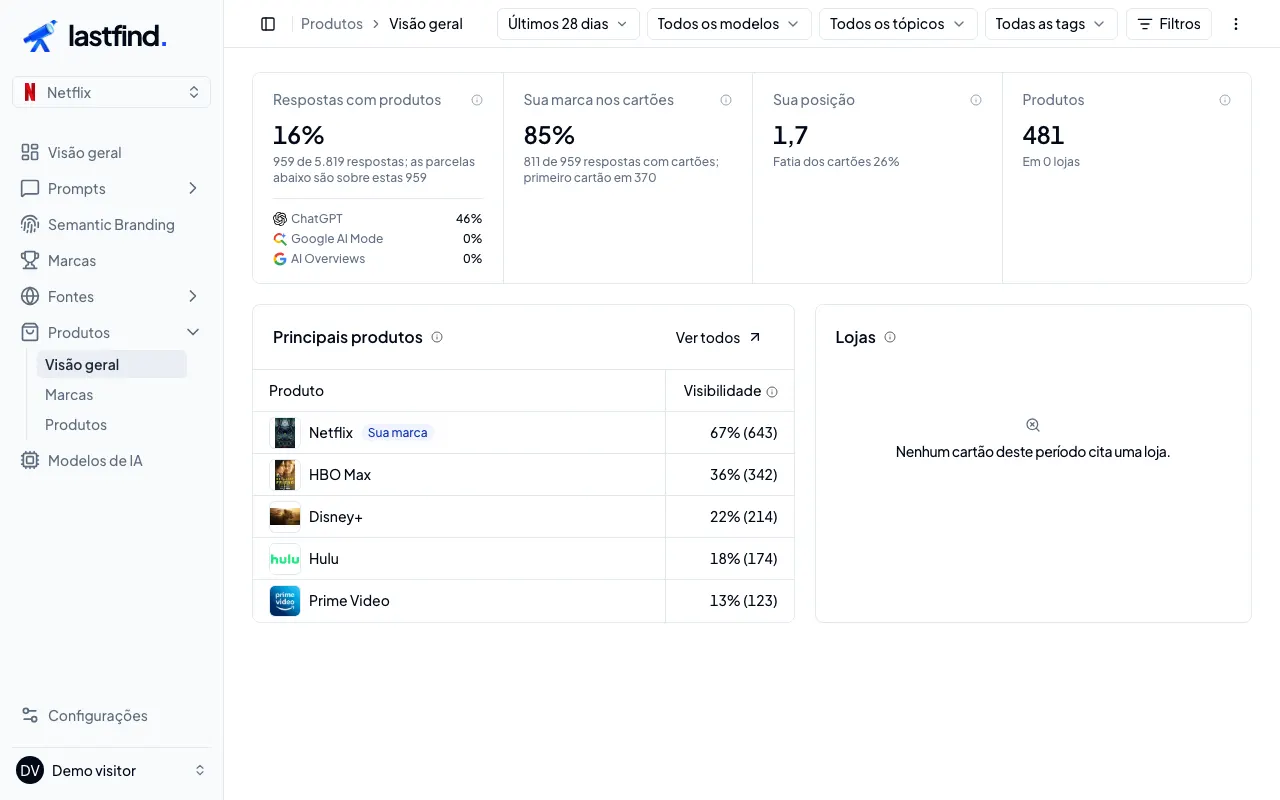 lastfind.
Netflix
Visão geral
Prompts
Semantic Branding
Marcas
Fontes
Produtos
Visão geral
Marcas
Produtos
Modelos de IA
Configurações
DV Demo visitor
Produtos > Visão geral
Últimos 28 dias
Todos os modelos
Todos os tópicos
Todas as tags
Filtros
Respostas com produtos
16%
959 de 5.819 respostas; as parcelas
abaixo são sobre estas 959
ChatGPT 46%
Google AI Mode 0%
AI Overviews 0%
Sua marca nos cartões
85%
811 de 959 respostas com cartões;
primeiro cartão em 370
Sua posição
1,7
Fatia dos cartões 26%
Produtos
481
Em 0 lojas
Principais produtos
Ver todos
Produto Visibilidade
Netflix Sua marca 67% (643)
HBO Max 36% (342)
Disney+ 22% (214)
hulu Hulu 18% (174)
prime video Prime Video 13% (123)
Lojas
Nenhum cartão deste período cita uma loja.